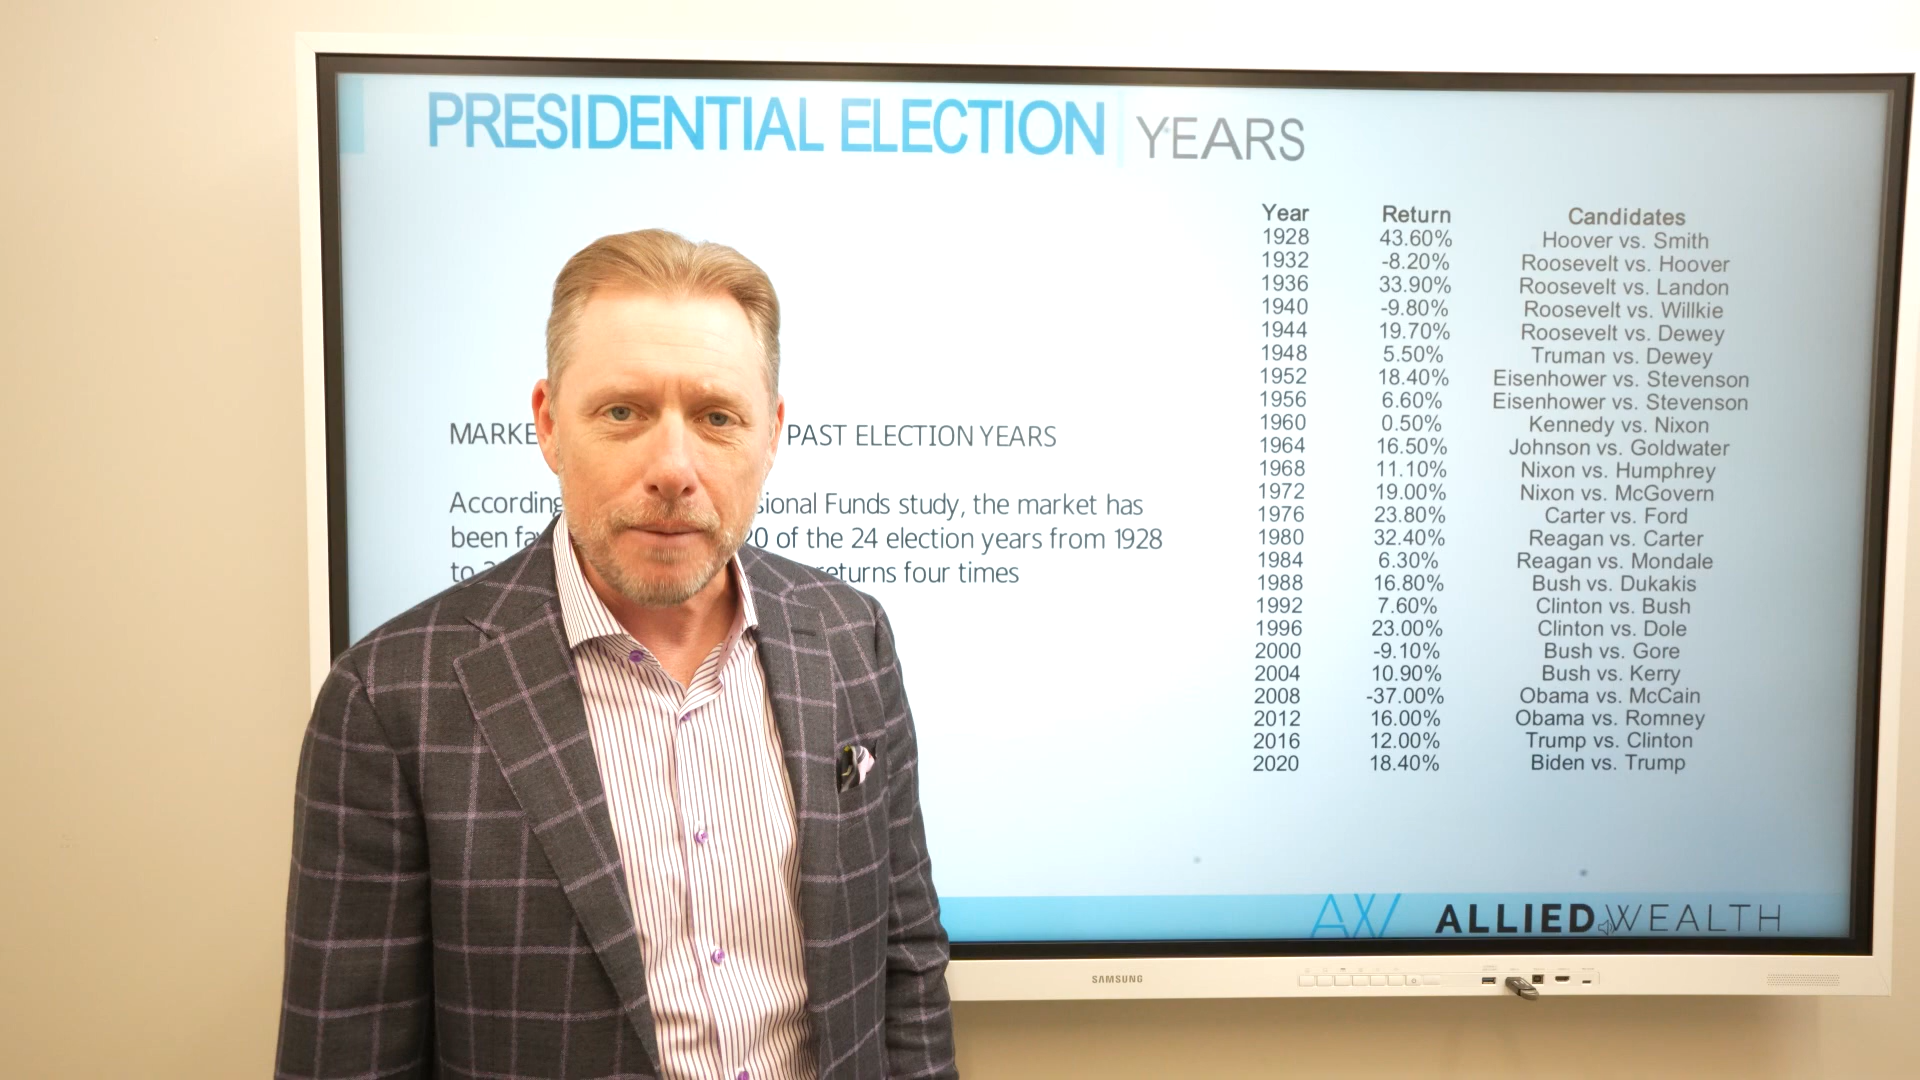 PRESIDENTIAL ELECTION YEARS
MARKE PAST ELECTION YEARS
According sional Funds study, the market has
been fa 20 of the 24 election years from 1928
to returns four times
Year Return Candidates
1928 43.60% Hoover vs. Smith
1932 -8.20% Roosevelt vs. Hoover
1936 33.90% Roosevelt vs. Landon
1940 -9.80% Roosevelt vs. Willkie
1944 19.70% Roosevelt vs. Dewey
1948 5.50% Truman vs. Dewey
1952 18.40% Eisenhower vs. Stevenson
1956 6.60% Eisenhower vs. Stevenson
1960 0.50% Kennedy vs. Nixon
1964 16.50% Johnson vs. Goldwater
1968 11.10% Nixon vs. Humphrey
1972 19.00% Nixon vs. McGovern
1976 23.80% Carter vs. Ford
1980 32.40% Reagan vs. Carter
1984 6.30% Reagan vs. Mondale
1988 16.80% Bush vs. Dukakis
1992 7.60% Clinton vs. Bush
1996 23.00% Clinton vs. Dole
2000 -9.10% Bush vs. Gore
2004 10.90% Bush vs. Kerry
2008 -37.00% Obama vs. McCain
2012 16.00% Obama vs. Romney
2016 12.00% Trump vs. Clinton
2020 18.40% Biden vs. Trump
AW ALLIED WEALTH
SAMSUNG